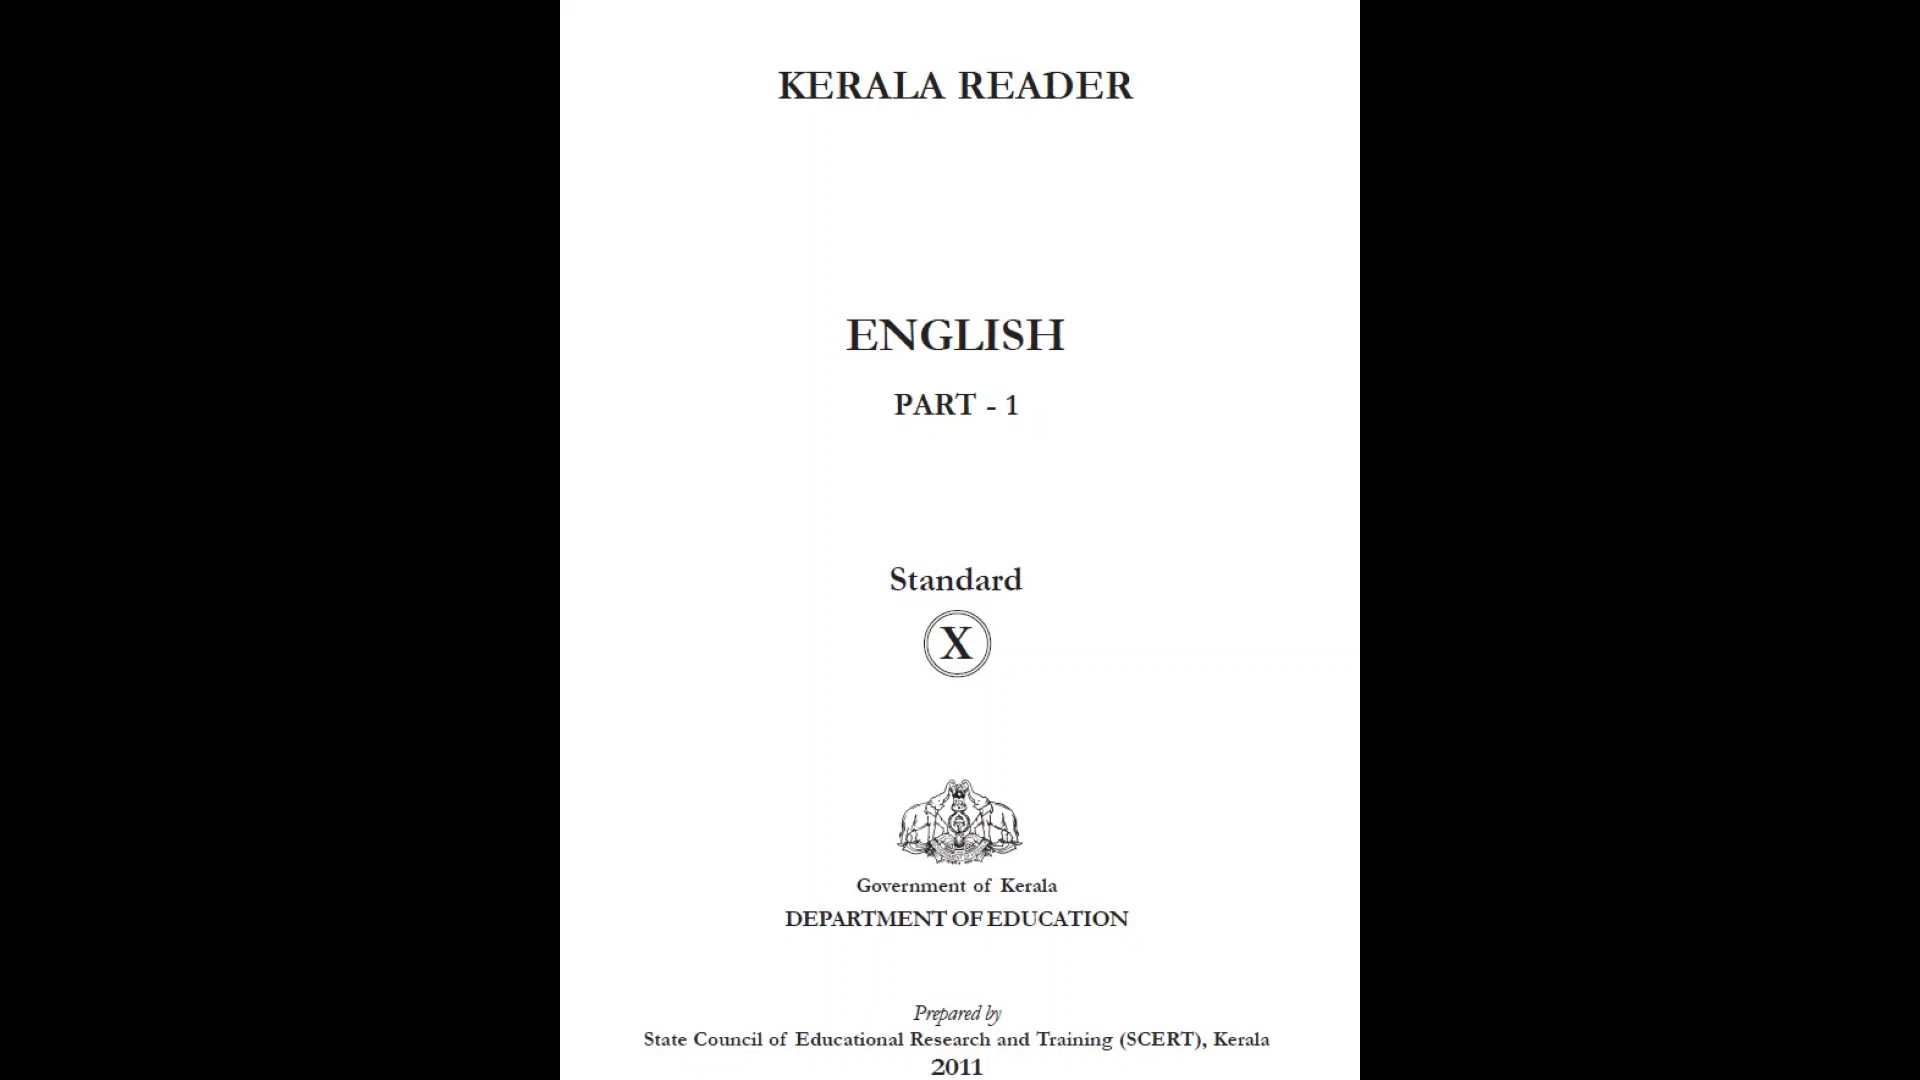 KERALA READER
ENGLISH
PART - 1
Standard
X
Government of Kerala
DEPARTMENT OF EDUCATION
Prepared by
State Council of Educational Research and Training (SCERT), Kerala
2011